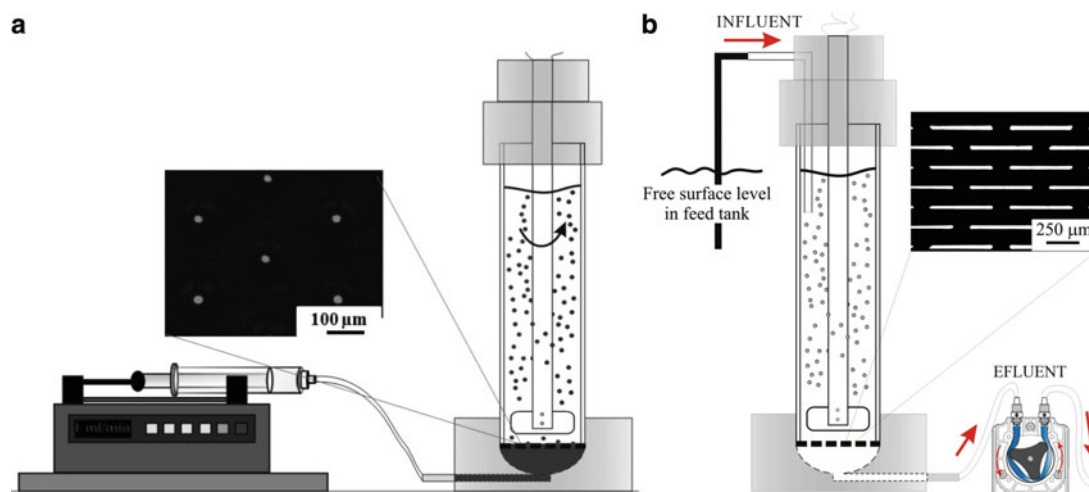 a
100 µm
1 ml/min
b
INFLUENT
Free surface level
in feed tank
250 µm
EFLUENT